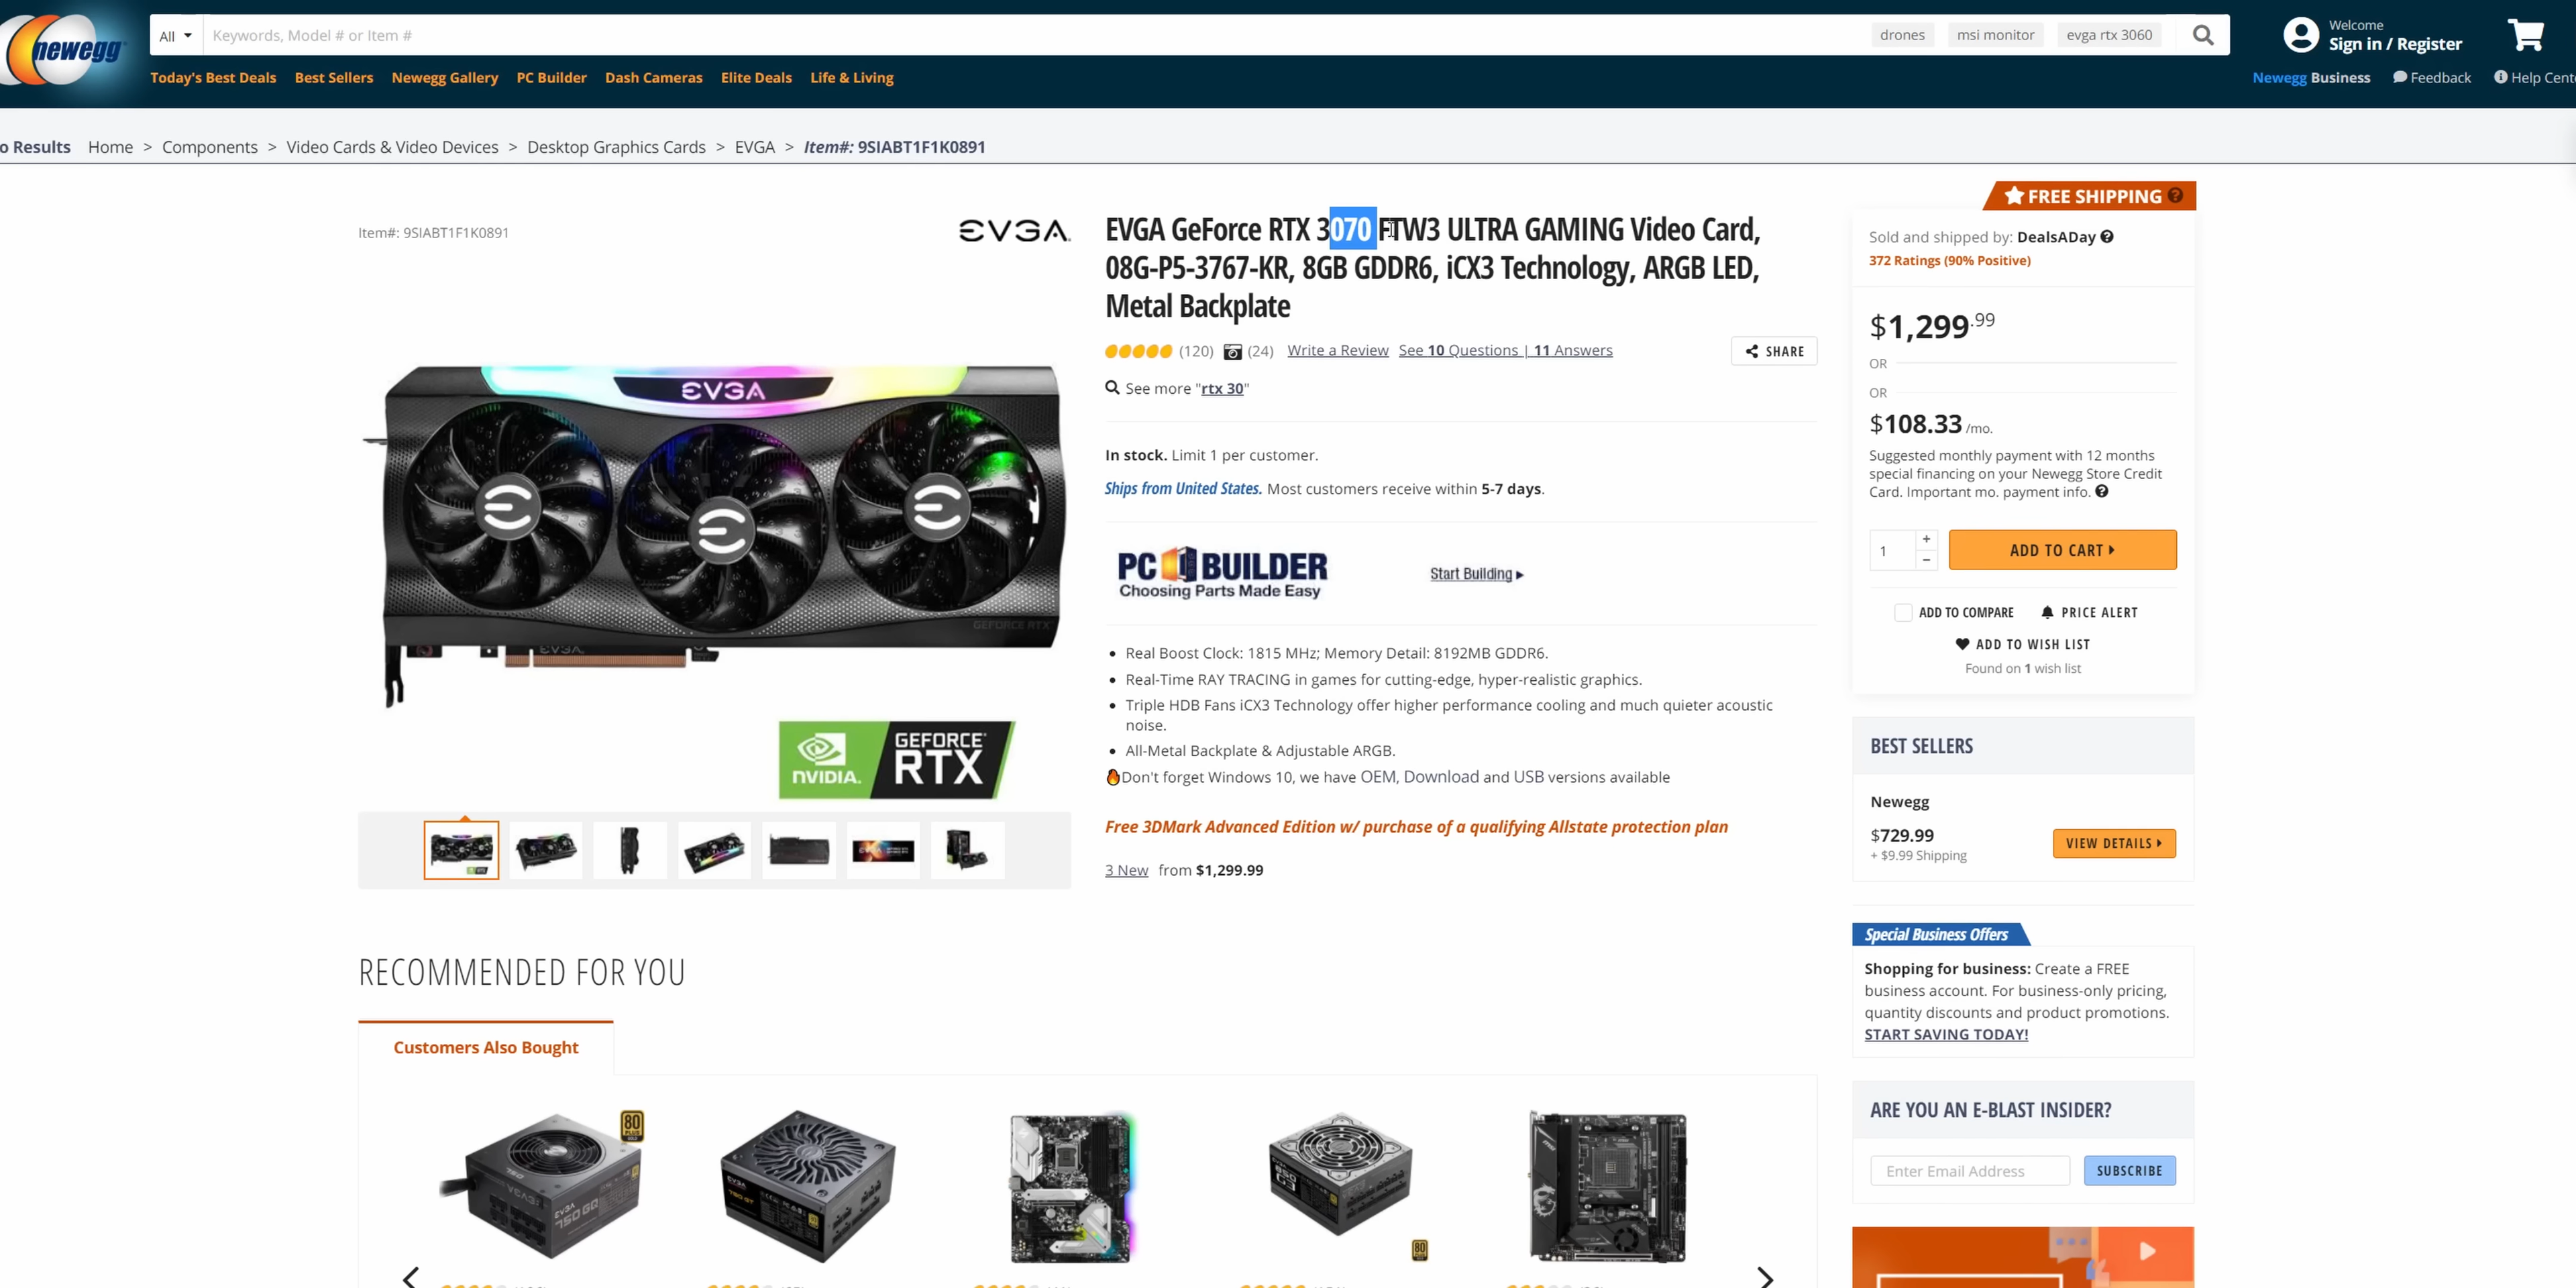 newegg
All
Keywords, Model # or Item #
drones
msi monitor
evga rtx 3060
Welcome
Sign in / Register
Today's Best Deals
Best Sellers
Newegg Gallery
PC Builder
Dash Cameras
Elite Deals
Life & Living
Newegg Business
Feedback
Help Cent
o Results
Home > Components > Video Cards & Video Devices > Desktop Graphics Cards > EVGA > Item#: 9SIABT1F1K0891
Item#: 9SIABT1F1K0891
EVGA
EVGA
EVGA
GEFORCE RTX
NVIDIA.
GEFORCE
RTX
EVGA GeForce RTX 3070 FTW3 ULTRA GAMING Video Card,
08G-P5-3767-KR, 8GB GDDR6, iCX3 Technology, ARGB LED,
Metal Backplate
(120) (24) Write a Review See 10 Questions | 11 Answers
SHARE
See more "rtx 30"
In stock. Limit 1 per customer.
Ships from United States. Most customers receive within 5-7 days.
PC BUILDER
Choosing Parts Made Easy
Start Building
• Real Boost Clock: 1815 MHz; Memory Detail: 8192MB GDDR6.
• Real-Time RAY TRACING in games for cutting-edge, hyper-realistic graphics.
• Triple HDB Fans iCX3 Technology offer higher performance cooling and much quieter acoustic
noise.
• All-Metal Backplate & Adjustable ARGB.
🔥Don't forget Windows 10, we have OEM, Download and USB versions available
Free 3DMark Advanced Edition w/ purchase of a qualifying Allstate protection plan
3 New from $1,299.99
FREE SHIPPING
Sold and shipped by: DealsADay
372 Ratings (90% Positive)
$1,299.99
OR
OR
$108.33 /mo.
Suggested monthly payment with 12 months
special financing on your Newegg Store Credit
Card. Important mo. payment info.
1
+
−
ADD TO CART
ADD TO COMPARE
PRICE ALERT
ADD TO WISH LIST
Found on 1 wish list
BEST SELLERS
Newegg
$729.99
+ $9.99 Shipping
VIEW DETAILS
Special Business Offers
Shopping for business: Create a FREE
business account. For business-only pricing,
quantity discounts and product promotions.
START SAVING TODAY!
ARE YOU AN E-BLAST INSIDER?
Enter Email Address
SUBSCRIBE
RECOMMENDED FOR YOU
Customers Also Bought
80
750 GQ
80